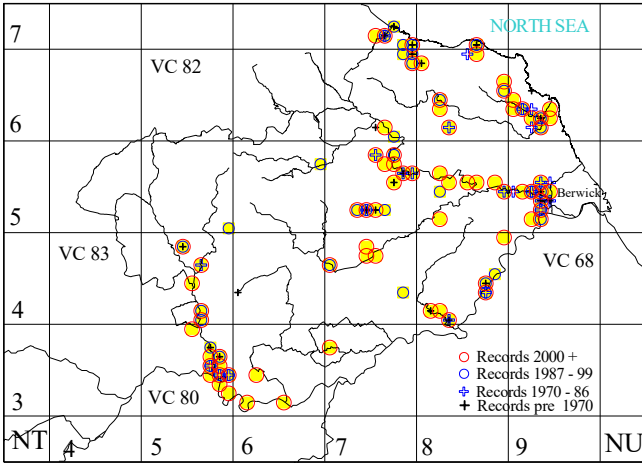 7
NORTH SEA
VC 82
6
Berwick
5
VC 83
VC 68
4
Records 2000 +
Records 1987 - 99
VC 80
Records 1970 - 86
Records pre 1970
3
NT 4 5 6 7 8 9 NU